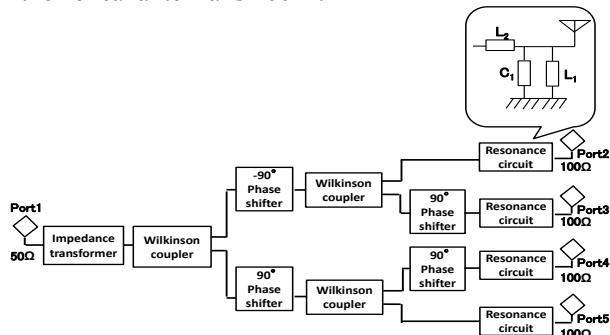 L2
C1
L1
Resonance
circuit
Port2
100Ω
-90°
Phase
shifter
Wilkinson
coupler
90°
Phase
shifter
Resonance
circuit
Port3
100Ω
Port1
50Ω
Impedance
transformer
Wilkinson
coupler
90°
Phase
shifter
Wilkinson
coupler
90°
Phase
shifter
Resonance
circuit
Port4
100Ω
Resonance
circuit
Port5
100Ω